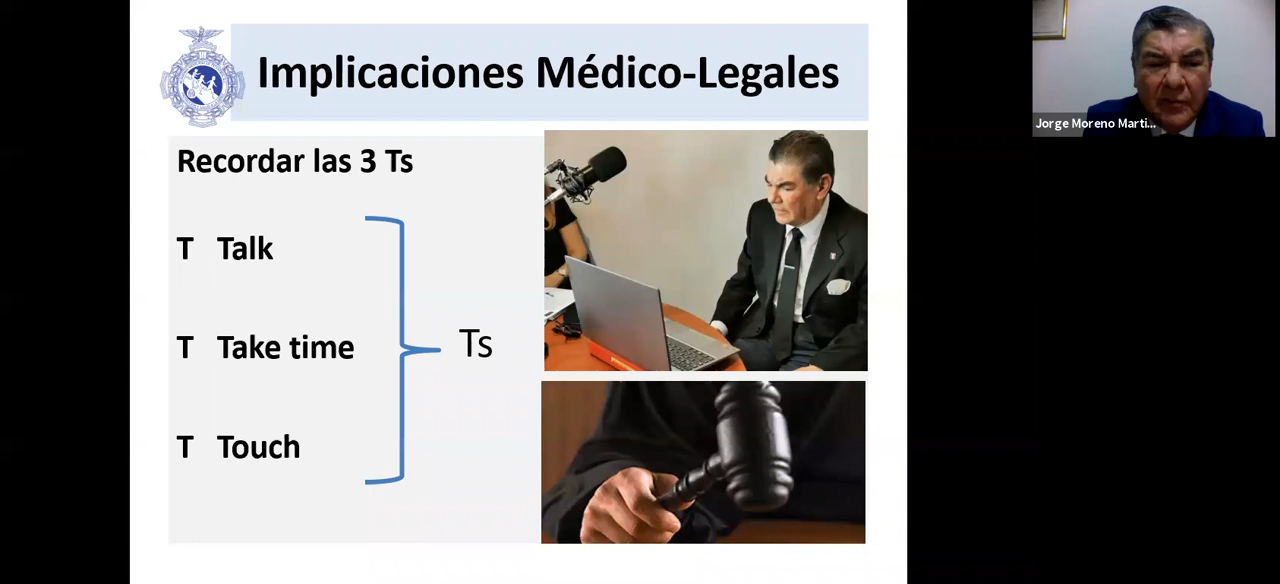 Implicaciones Médico-Legales
Recordar las 3 Ts
T Talk
T Take time
T Touch
Ts
Jorge Moreno Marti...